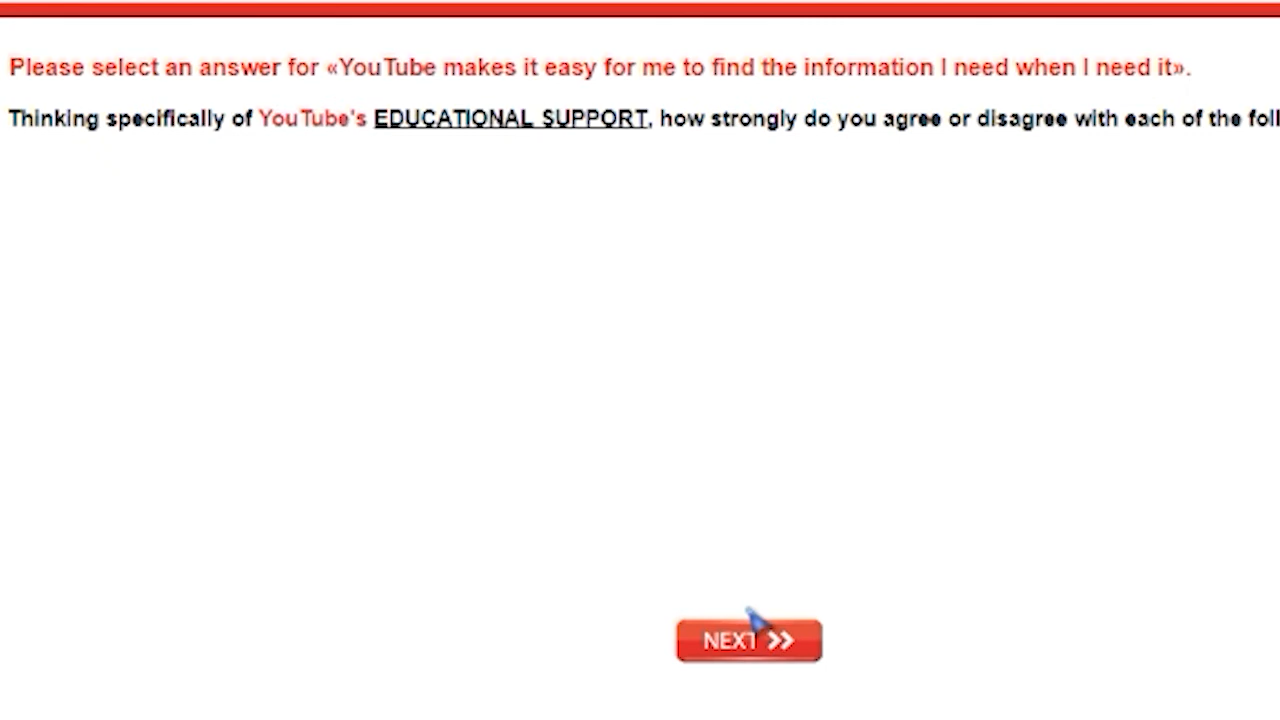 Please select an answer for «YouTube makes it easy for me to find the information I need when I need it».
Thinking specifically of YouTube's EDUCATIONAL SUPPORT, how strongly do you agree or disagree with each of the foll
NEXT